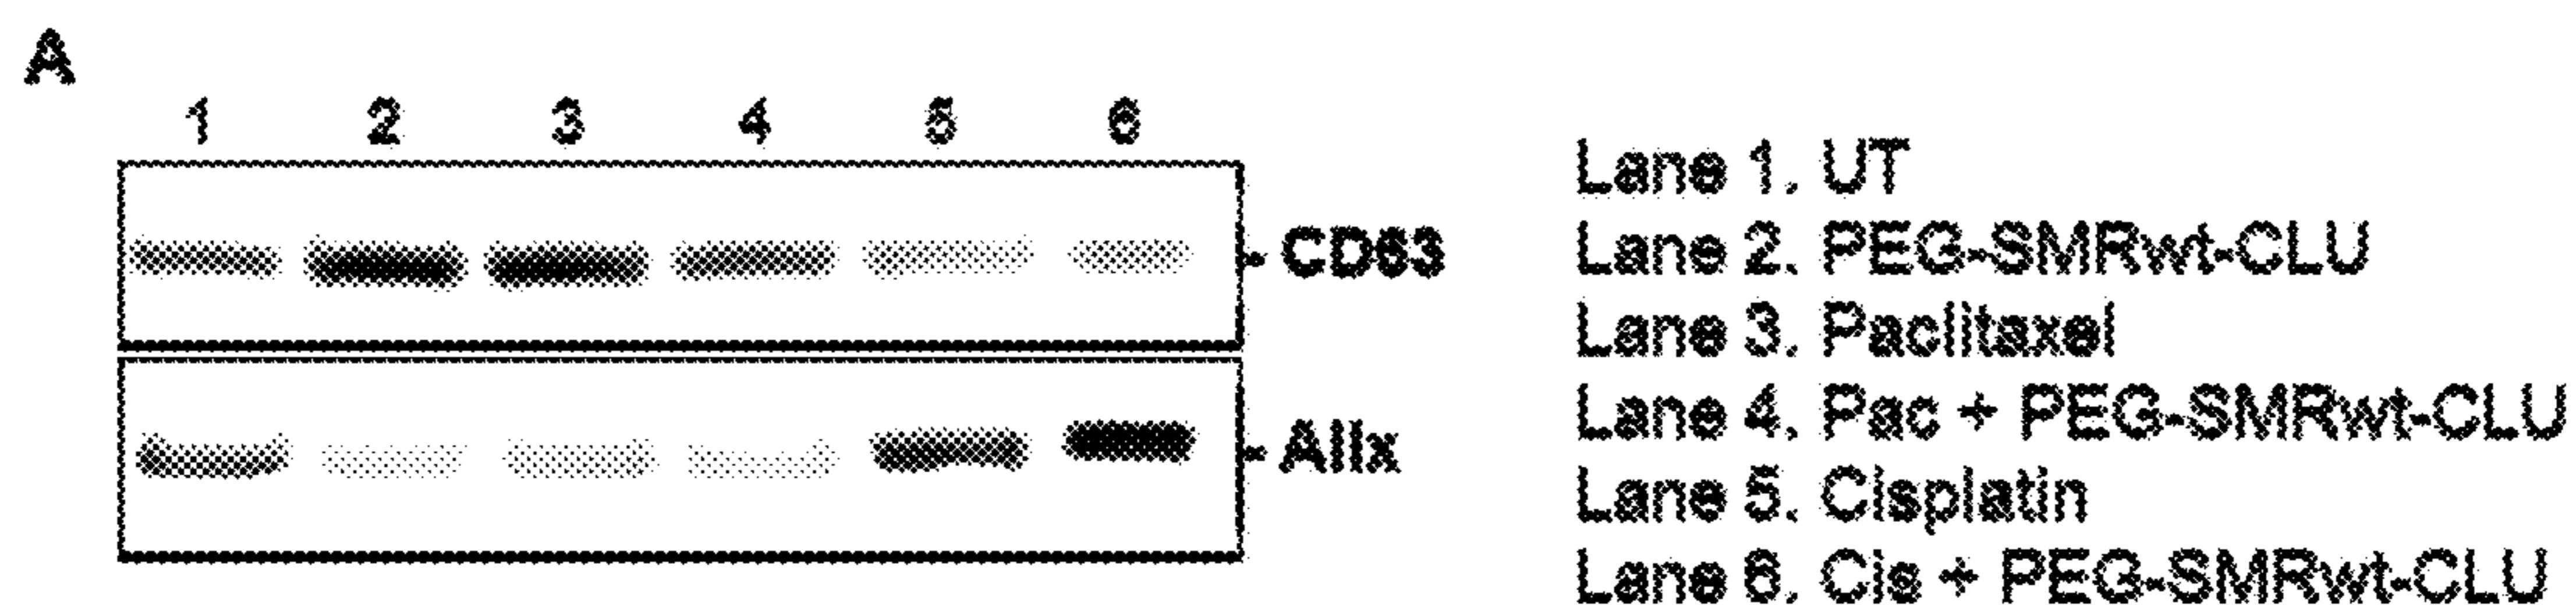 A
1 2 3 4 5 6
CD63
Alix
Lane 1. UT
Lane 2. PEG-SMRwt-CLU
Lane 3. Paclitaxel
Lane 4. Pac + PEG-SMRwt-CLU
Lane 5. Cisplatin
Lane 6. Cis + PEG-SMRwt-CLU